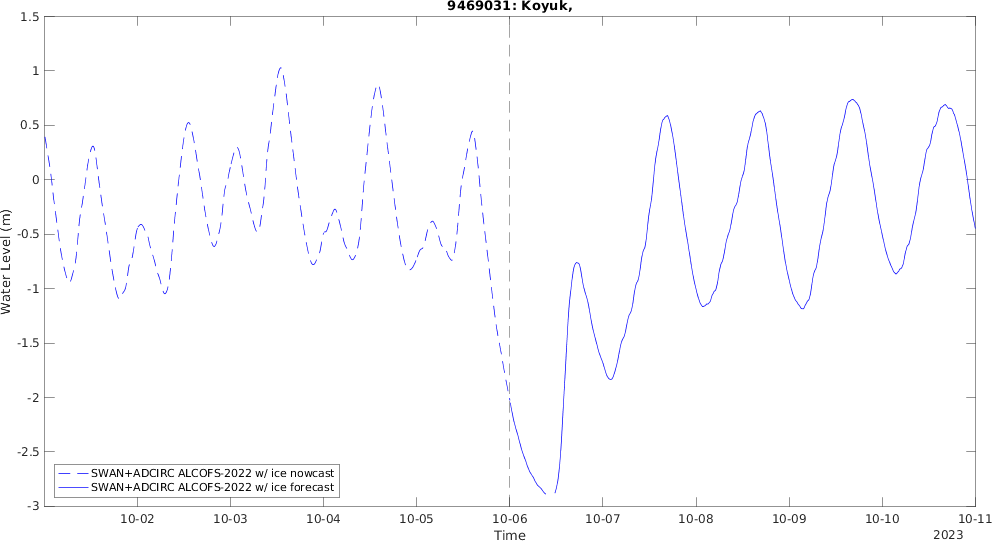 9469031: Koyuk,
1.5
1
0.5
0
-0.5
-1
-1.5
-2
-2.5
-3
Water Level (m)
SWAN+ADCIRC ALCOFS-2022 w/ ice nowcast
SWAN+ADCIRC ALCOFS-2022 w/ ice forecast
10-02 10-03 10-04 10-05 10-06 10-07 10-08 10-09 10-10 10-11
Time
2023